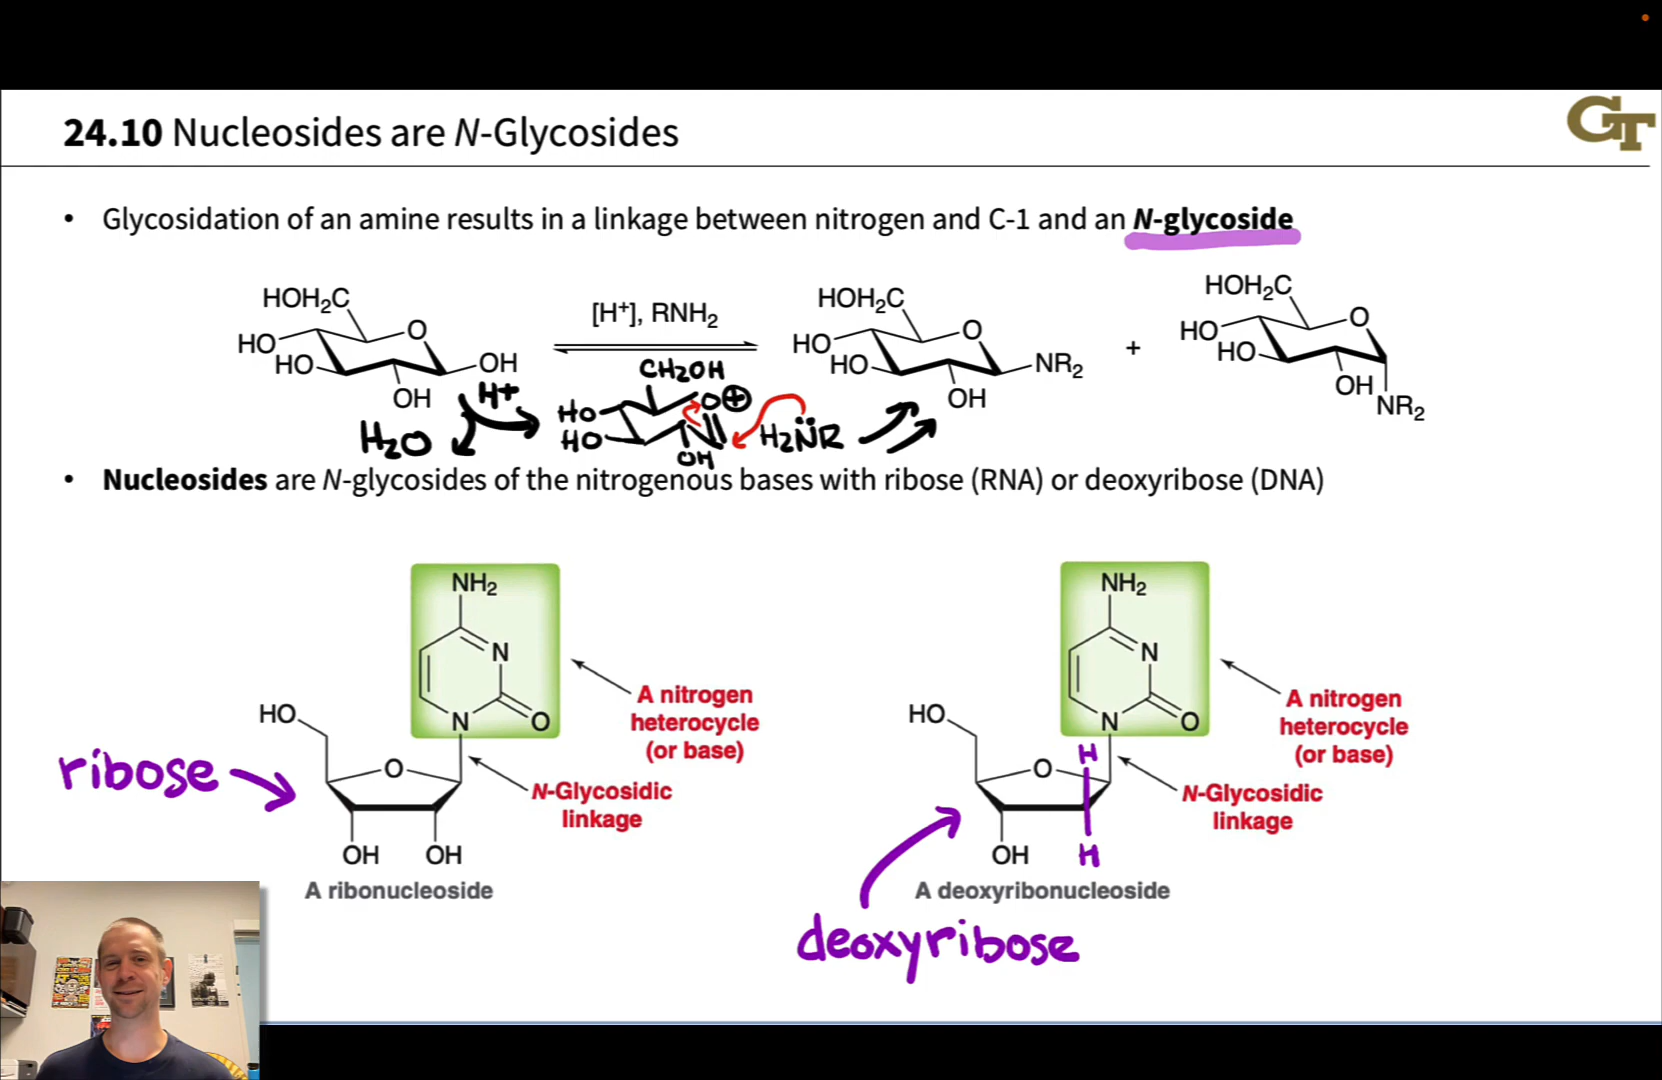 24.10 Nucleosides are N-Glycosides
GT
• Glycosidation of an amine results in a linkage between nitrogen and C-1 and an N-glycoside
HOH₂C
HO
HO
O
OH
OH
[H⁺], RNH₂
HOH₂C
HO
HO
O
NR₂
OH
+
HOH₂C
HO
HO
O
OH
NR₂
H+
H₂O
CH₂OH
HO
HO
O⊕
OH
H₂N̈R
• Nucleosides are N-glycosides of the nitrogenous bases with ribose (RNA) or deoxyribose (DNA)
NH₂
N
N
O
HO
O
OH OH
A nitrogen
heterocycle
(or base)
N-Glycosidic
linkage
ribose
A ribonucleoside
NH₂
N
N
O
HO
O
H
H
OH
A nitrogen
heterocycle
(or base)
N-Glycosidic
linkage
A deoxyribonucleoside
deoxyribose